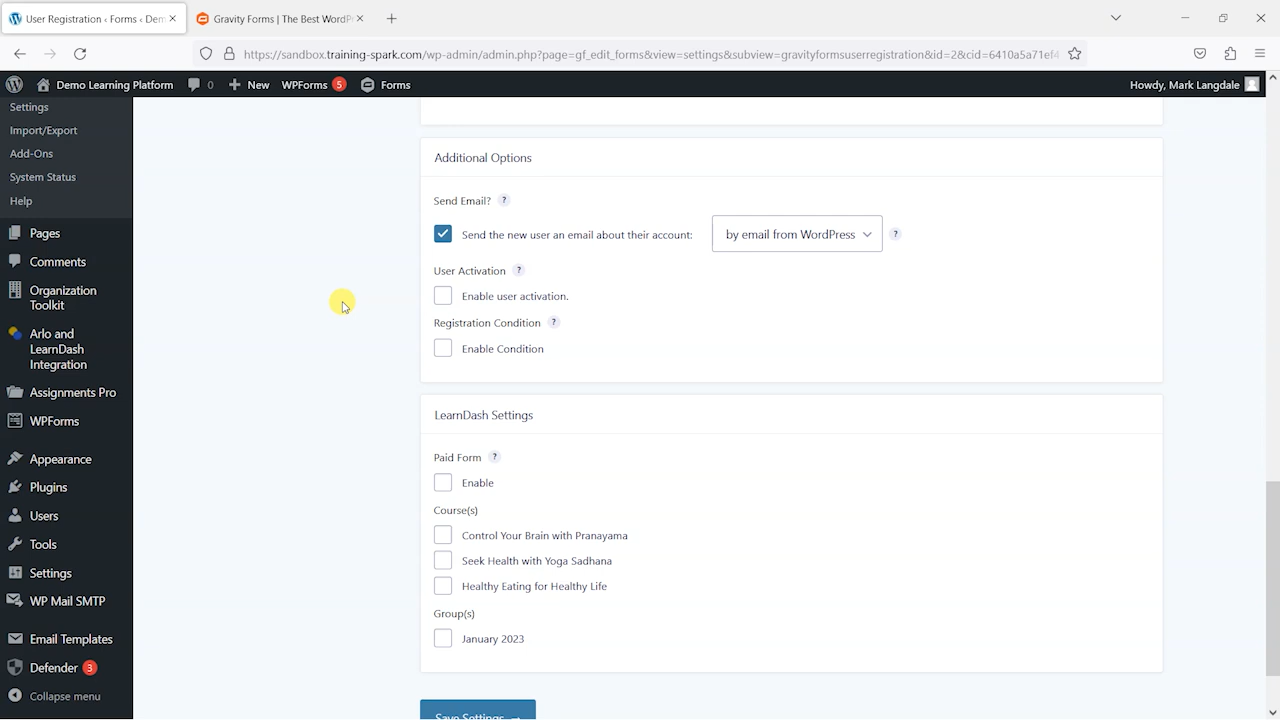 User Registration ‹ Forms ‹ Dem
Gravity Forms | The Best WordPr
https://sandbox.training-spark.com/wp-admin/admin.php?page=gf_edit_forms&view=settings&subview=gravityformsuserregistration&id=2&cid=6410a5a71ef4
Demo Learning Platform
0
New
WPForms 5
Forms
Howdy, Mark Langdale
Settings
Import/Export
Add-Ons
System Status
Help
Pages
Comments
Organization
Toolkit
Arlo and
LearnDash
Integration
Assignments Pro
WPForms
Appearance
Plugins
Users
Tools
Settings
WP Mail SMTP
Email Templates
Defender 3
Collapse menu
Additional Options
Send Email? ?
Send the new user an email about their account:
by email from WordPress
?
User Activation ?
Enable user activation.
Registration Condition ?
Enable Condition
LearnDash Settings
Paid Form ?
Enable
Course(s)
Control Your Brain with Pranayama
Seek Health with Yoga Sadhana
Healthy Eating for Healthy Life
Group(s)
January 2023
Save Settings →